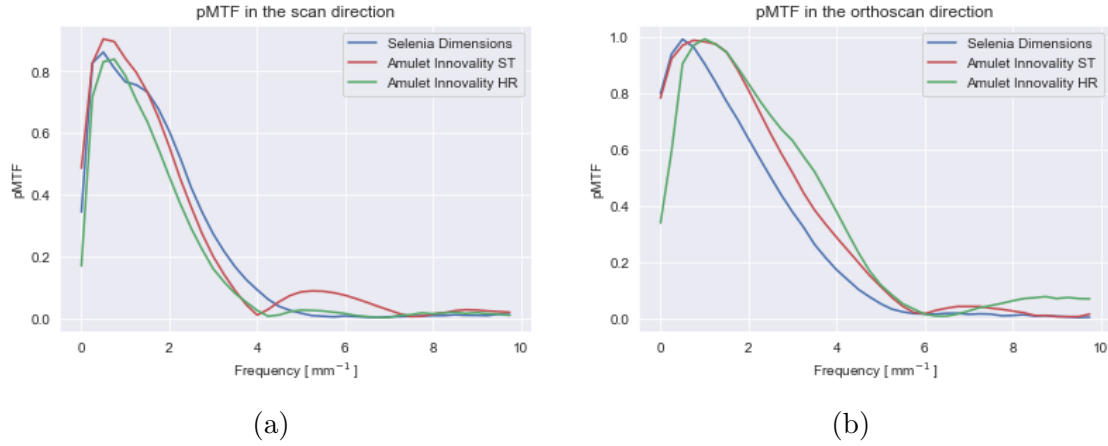 pMTF in the scan direction
Selenia Dimensions
Amulet Innovality ST
Amulet Innovality HR
pMTF
0.8
0.6
0.4
0.2
0.0
0 2 4 6 8 10
Frequency [ mm⁻¹ ]
(a)
pMTF in the orthoscan direction
Selenia Dimensions
Amulet Innovality ST
Amulet Innovality HR
pMTF
1.0
0.8
0.6
0.4
0.2
0.0
0 2 4 6 8 10
Frequency [ mm⁻¹ ]
(b)